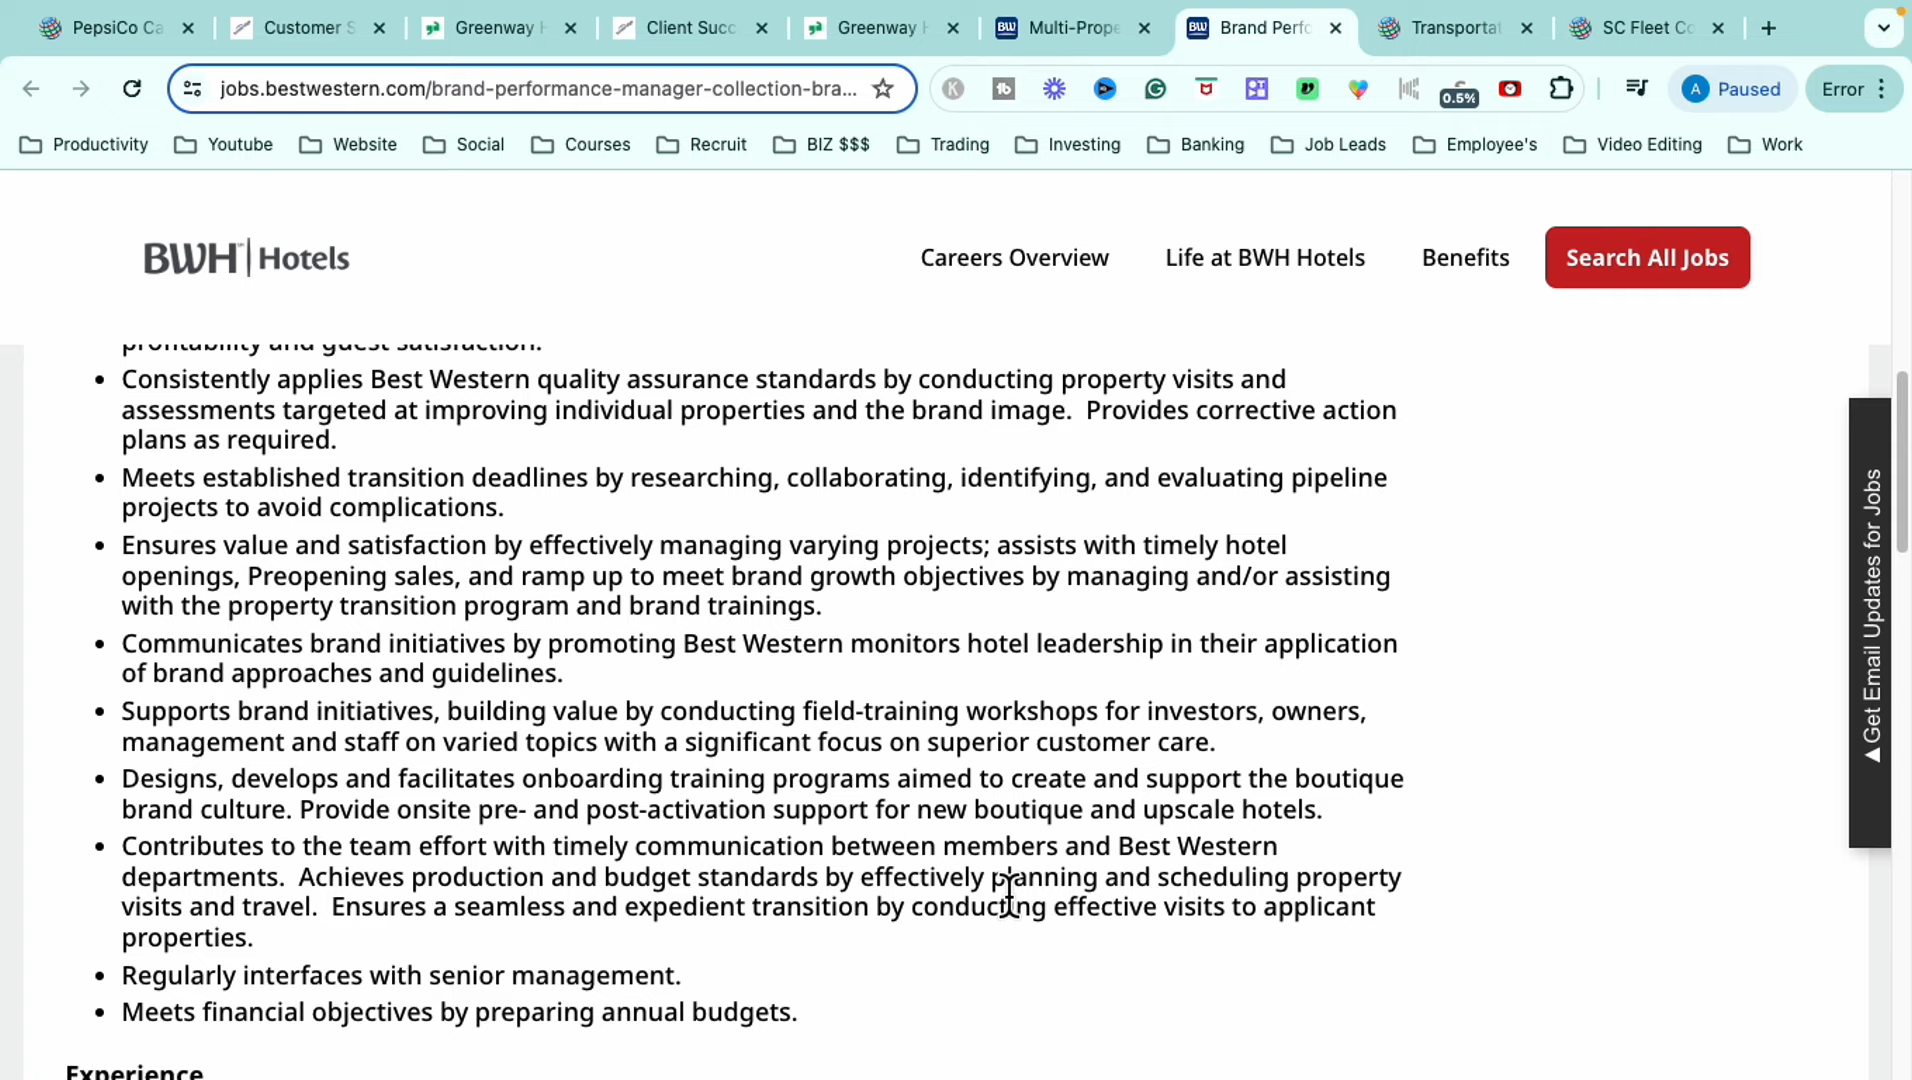 PepsiCo Ca
Customer S
Greenway H
Client Succ
Greenway H
Multi-Prope
Brand Perfo
Transportat
SC Fleet Co
jobs.bestwestern.com/brand-performance-manager-collection-bra...
0.5%
A Paused
Error
Productivity
Youtube
Website
Social
Courses
Recruit
BIZ $$$
Trading
Investing
Banking
Job Leads
Employee's
Video Editing
Work
BWH | Hotels
Careers Overview
Life at BWH Hotels
Benefits
Search All Jobs
profitability and guest satisfaction.
• Consistently applies Best Western quality assurance standards by conducting property visits and
assessments targeted at improving individual properties and the brand image.  Provides corrective action
plans as required.
• Meets established transition deadlines by researching, collaborating, identifying, and evaluating pipeline
projects to avoid complications.
• Ensures value and satisfaction by effectively managing varying projects; assists with timely hotel
openings, Preopening sales, and ramp up to meet brand growth objectives by managing and/or assisting
with the property transition program and brand trainings.
• Communicates brand initiatives by promoting Best Western monitors hotel leadership in their application
of brand approaches and guidelines.
• Supports brand initiatives, building value by conducting field-training workshops for investors, owners,
management and staff on varied topics with a significant focus on superior customer care.
• Designs, develops and facilitates onboarding training programs aimed to create and support the boutique
brand culture. Provide onsite pre- and post-activation support for new boutique and upscale hotels.
• Contributes to the team effort with timely communication between members and Best Western
departments.  Achieves production and budget standards by effectively planning and scheduling property
visits and travel.  Ensures a seamless and expedient transition by conducting effective visits to applicant
properties.
• Regularly interfaces with senior management.
• Meets financial objectives by preparing annual budgets.
Experience
▲Get Email Updates for Jobs